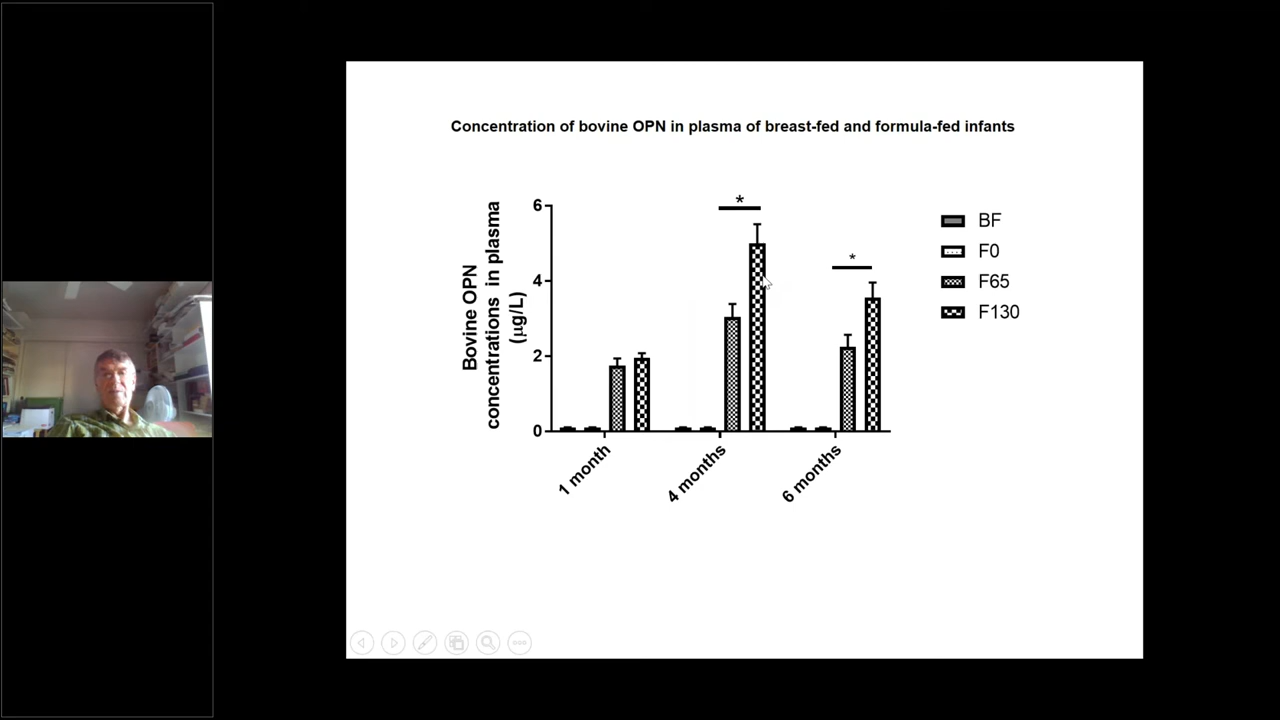 Concentration of bovine OPN in plasma of breast-fed and formula-fed infants
Bovine OPN
concentrations in plasma
(µg/L)
6
4
2
0
*
*
1 month
4 months
6 months
BF
F0
F65
F130